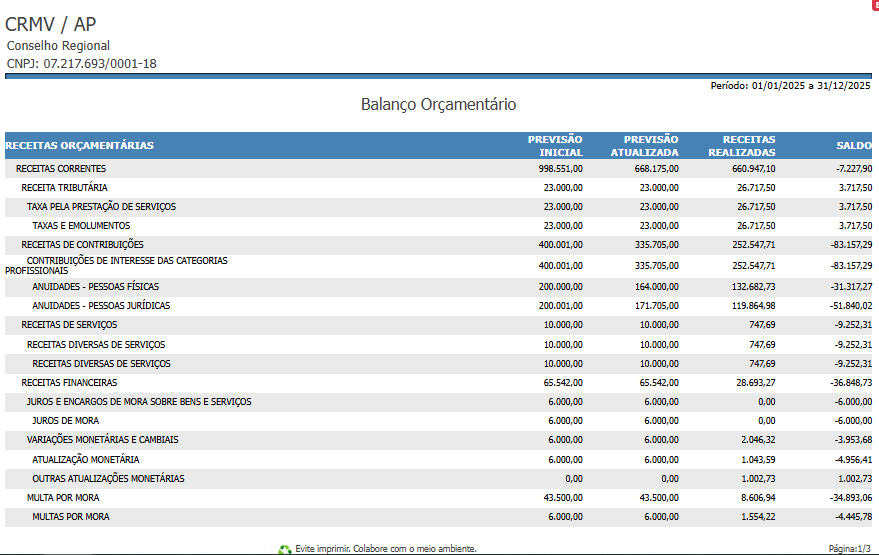 CRMV / AP
Conselho Regional
CNPJ: 07.217.693/0001-18
Período: 01/01/2025 a 31/12/2025
Balanço Orçamentário
RECEITAS ORÇAMENTÁRIAS PREVISÃO INICIAL PREVISÃO ATUALIZADA RECEITAS REALIZADAS SALDO
RECEITAS CORRENTES 998.551,00 668.175,00 660.947,10 -7.227,90
RECEITA TRIBUTÁRIA 23.000,00 23.000,00 26.717,50 3.717,50
TAXA PELA PRESTAÇÃO DE SERVIÇOS 23.000,00 23.000,00 26.717,50 3.717,50
TAXAS E EMOLUMENTOS 23.000,00 23.000,00 26.717,50 3.717,50
RECEITAS DE CONTRIBUIÇÕES 400.001,00 335.705,00 252.547,71 -83.157,29
CONTRIBUIÇÕES DE INTERESSE DAS CATEGORIAS
PROFISSIONAIS 400.001,00 335.705,00 252.547,71 -83.157,29
ANUIDADES - PESSOAS FÍSICAS 200.000,00 164.000,00 132.682,73 -31.317,27
ANUIDADES - PESSOAS JURÍDICAS 200.001,00 171.705,00 119.864,98 -51.840,02
RECEITAS DE SERVIÇOS 10.000,00 10.000,00 747,69 -9.252,31
RECEITAS DIVERSAS DE SERVIÇOS 10.000,00 10.000,00 747,69 -9.252,31
RECEITAS DIVERSAS DE SERVIÇOS 10.000,00 10.000,00 747,69 -9.252,31
RECEITAS FINANCEIRAS 65.542,00 65.542,00 28.693,27 -36.848,73
JUROS E ENCARGOS DE MORA SOBRE BENS E SERVIÇOS 6.000,00 6.000,00 0,00 -6.000,00
JUROS DE MORA 6.000,00 6.000,00 0,00 -6.000,00
VARIAÇÕES MONETÁRIAS E CAMBIAIS 6.000,00 6.000,00 2.046,32 -3.953,68
ATUALIZAÇÃO MONETÁRIA 6.000,00 6.000,00 1.043,59 -4.956,41
OUTRAS ATUALIZAÇÕES MONETÁRIAS 0,00 0,00 1.002,73 1.002,73
MULTA POR MORA 43.500,00 43.500,00 8.606,94 -34.893,06
MULTAS POR MORA 6.000,00 6.000,00 1.554,22 -4.445,78
Evite imprimir. Colabore com o meio ambiente.
Página:1/3